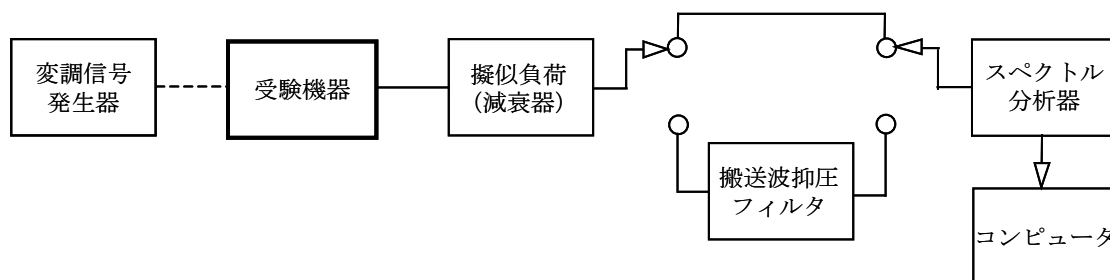 変調信号
発生器
受験機器
擬似負荷
（減衰器）
搬送波抑圧
フィルタ
スペクトル
分析器
コンピュータ